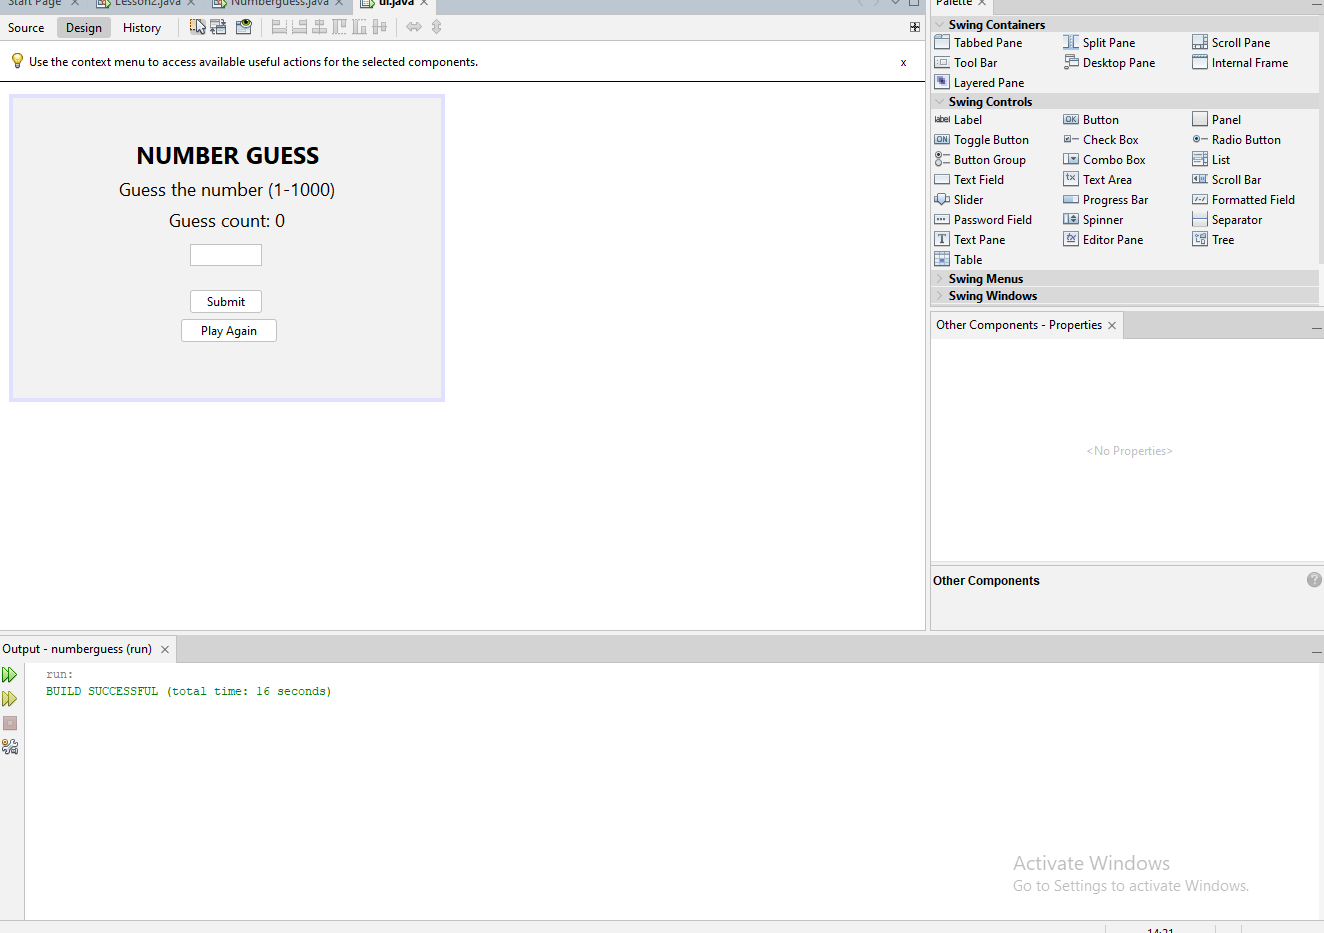 Start Page Lesson2.java Numberguess.java ui.java
Source Design History
Use the context menu to access available useful actions for the selected components. x
NUMBER GUESS
Guess the number (1-1000)
Guess count: 0
Submit
Play Again
Palette
Swing Containers
Tabbed Pane Split Pane Scroll Pane
Tool Bar Desktop Pane Internal Frame
Layered Pane
Swing Controls
label Label OK Button Panel
ON Toggle Button Check Box Radio Button
Button Group Combo Box List
Text Field Text Area Scroll Bar
Slider Progress Bar Formatted Field
Password Field Spinner Separator
T Text Pane Editor Pane Tree
Table
Swing Menus
Swing Windows
Other Components - Properties
<No Properties>
Other Components
?
Output - numberguess (run)
run:
BUILD SUCCESSFUL (total time: 16 seconds)
Activate Windows
Go to Settings to activate Windows.
14:21